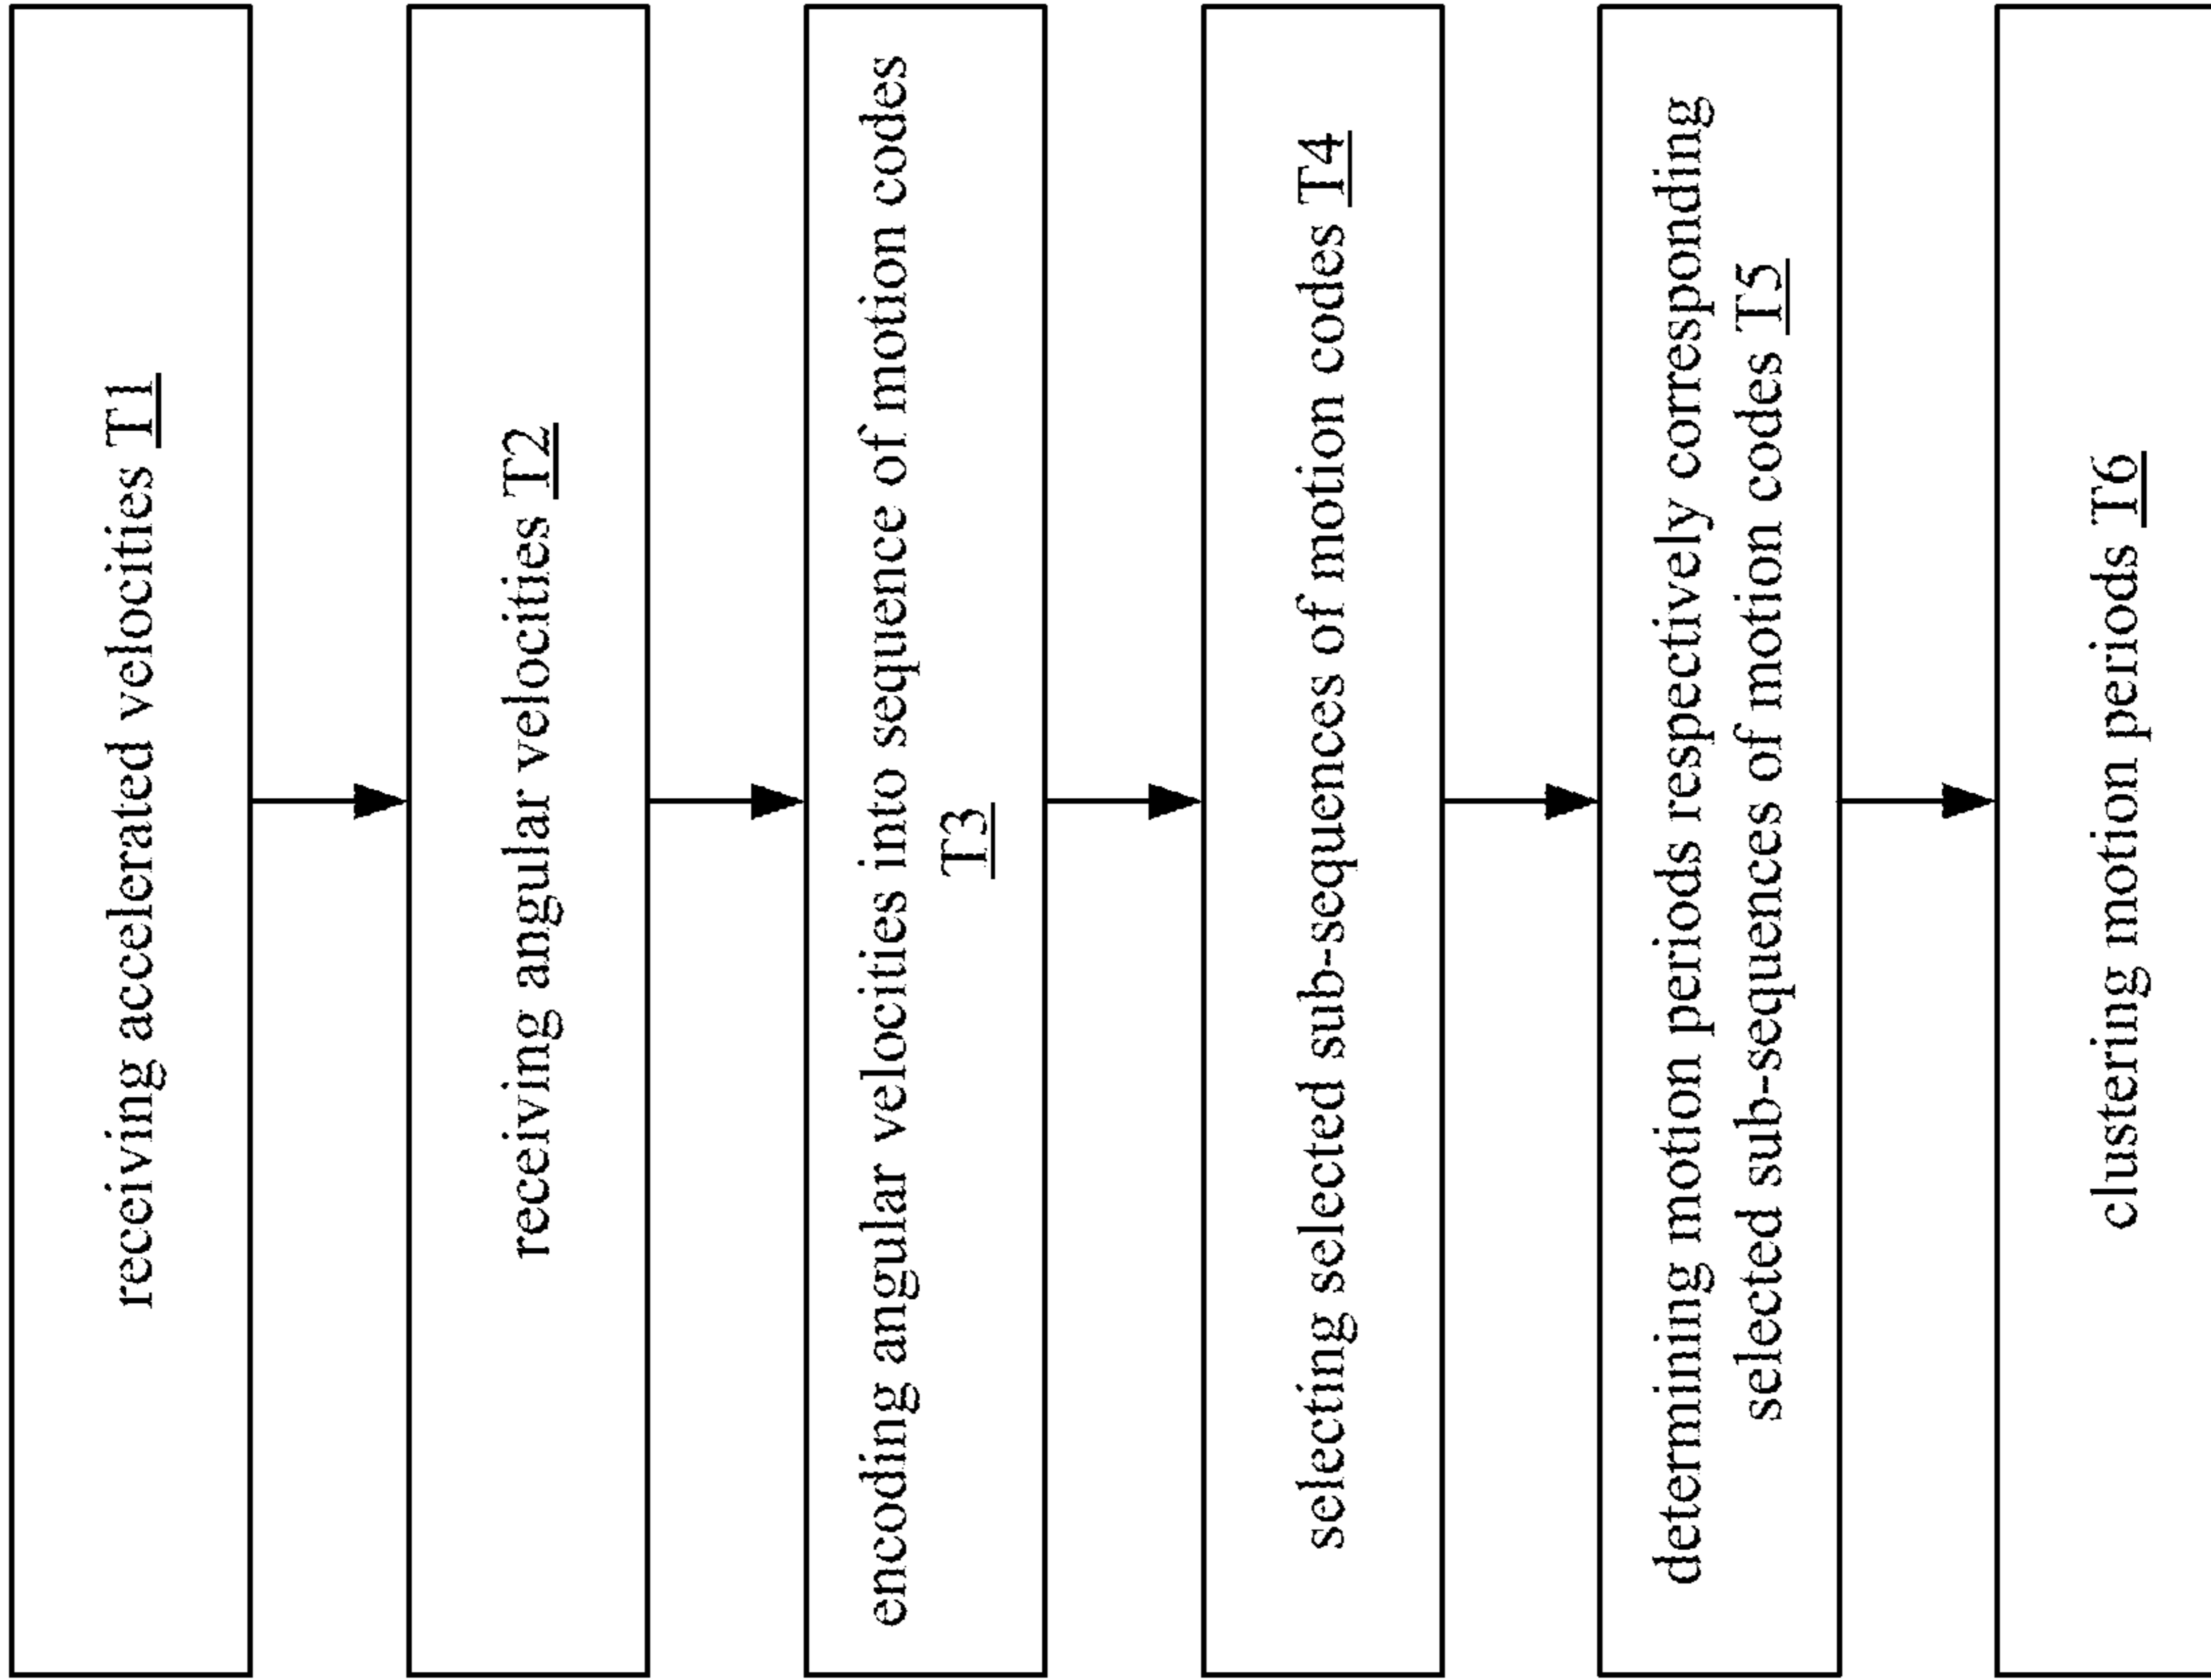 receiving accelerated velocities T1
receiving angular velocities T2
encoding angular velocities into sequence of motion codes
T3
selecting selected sub-sequences of motion codes T4
determining motion periods respectively corresponding
selected sub-sequences of motion codes T5
clustering motion periods T6